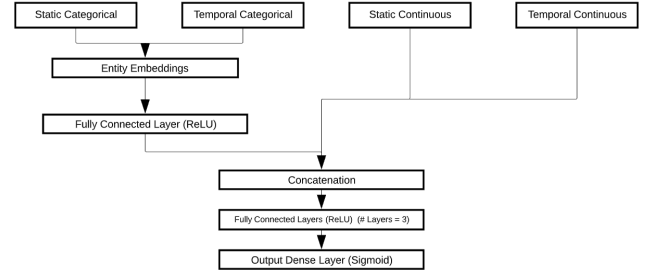 Static Categorical
Temporal Categorical
Static Continuous
Temporal Continuous
Entity Embeddings
Fully Connected Layer (ReLU)
Concatenation
Fully Connected Layers (ReLU) (# Layers = 3)
Output Dense Layer (Sigmoid)